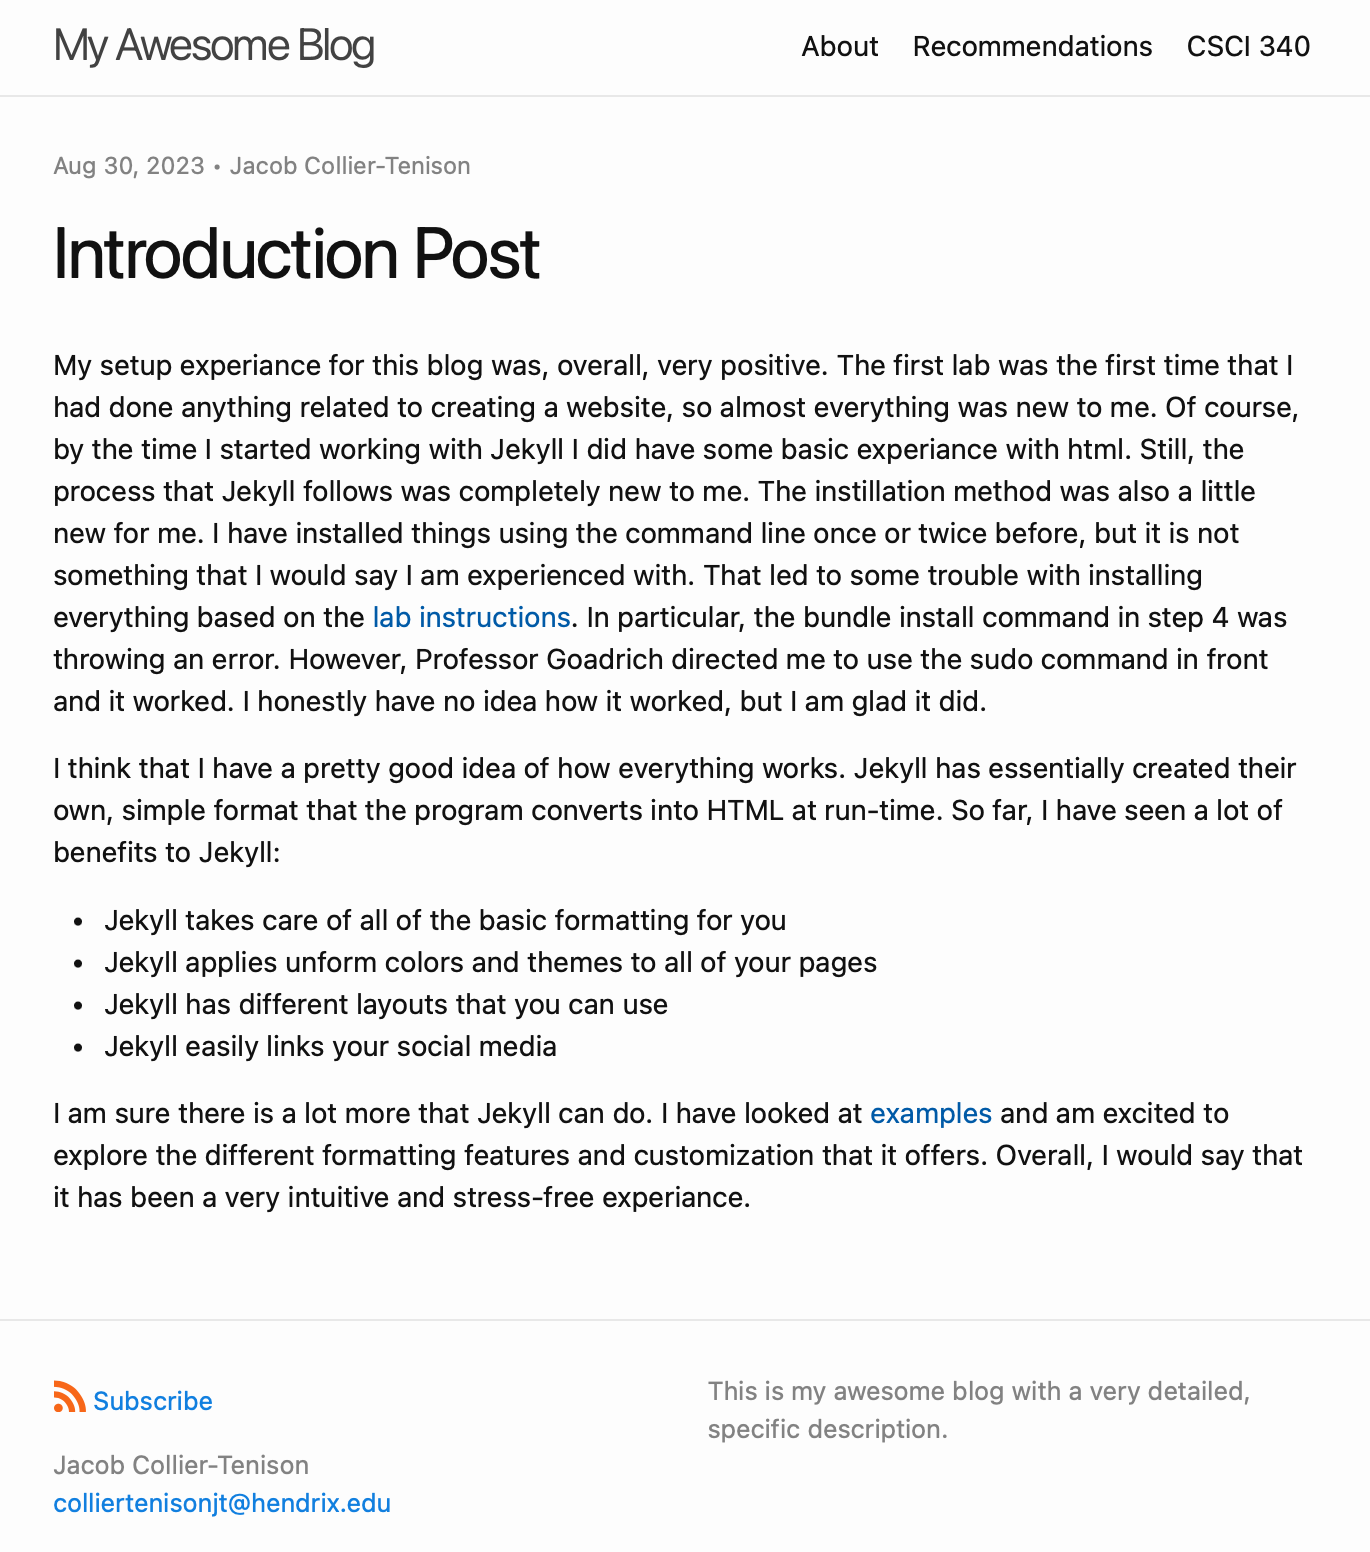 My Awesome Blog
About Recommendations CSCI 340
Aug 30, 2023 • Jacob Collier-Tenison
Introduction Post
My setup experiance for this blog was, overall, very positive. The first lab was the first time that I
had done anything related to creating a website, so almost everything was new to me. Of course,
by the time I started working with Jekyll I did have some basic experiance with html. Still, the
process that Jekyll follows was completely new to me. The instillation method was also a little
new for me. I have installed things using the command line once or twice before, but it is not
something that I would say I am experienced with. That led to some trouble with installing
everything based on the lab instructions. In particular, the bundle install command in step 4 was
throwing an error. However, Professor Goadrich directed me to use the sudo command in front
and it worked. I honestly have no idea how it worked, but I am glad it did.
I think that I have a pretty good idea of how everything works. Jekyll has essentially created their
own, simple format that the program converts into HTML at run-time. So far, I have seen a lot of
benefits to Jekyll:
• Jekyll takes care of all of the basic formatting for you
• Jekyll applies unform colors and themes to all of your pages
• Jekyll has different layouts that you can use
• Jekyll easily links your social media
I am sure there is a lot more that Jekyll can do. I have looked at examples and am excited to
explore the different formatting features and customization that it offers. Overall, I would say that
it has been a very intuitive and stress-free experiance.
Subscribe
Jacob Collier-Tenison
colliertenisonjt@hendrix.edu
This is my awesome blog with a very detailed,
specific description.